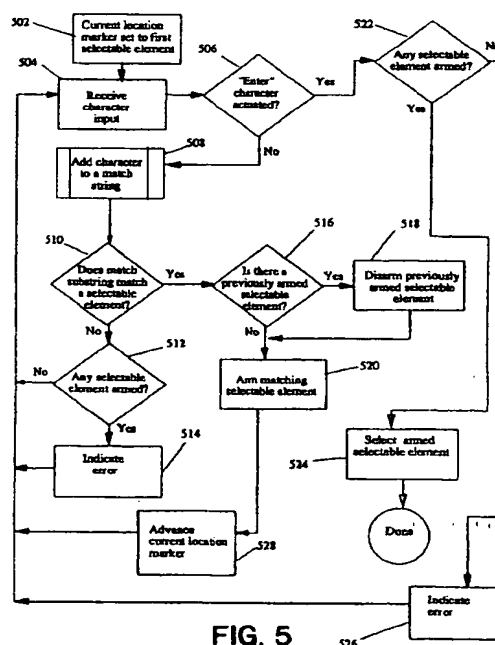 502
Current location
marker set to first
selectable element
504
Receive
character
input
506
"Enter"
character
actuated?
Yes
No
522
Any selectable
element armed?
No
Yes
508
Add character
to a match
string
510
Does match
substring match
a selectable
element?
Yes
No
516
Is there a
previously armed
selectable
element?
Yes
No
518
Disarm previously
armed selectable
element
512
Any selectable
element armed?
No
Yes
520
Arm matching
selectable element
514
Indicate
error
524
Select armed
selectable element
Done
Advance
current location
marker
528
Indicate
error
526
FIG. 5